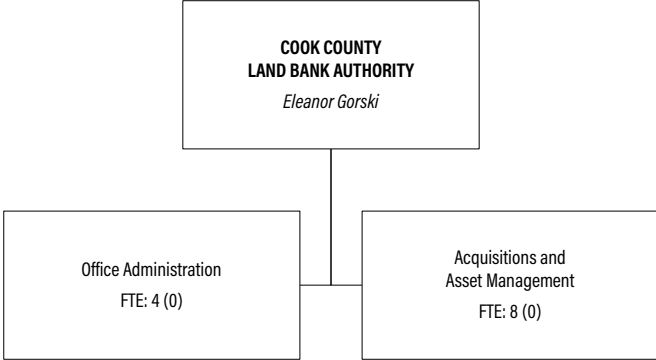 COOK COUNTY
LAND BANK AUTHORITY
Eleanor Gorski
Office Administration
FTE: 4 (0)
Acquisitions and
Asset Management
FTE: 8 (0)